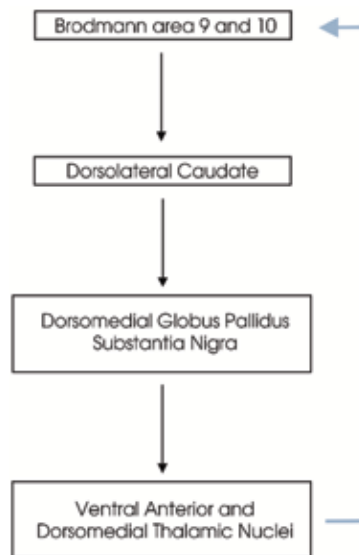 Brodmann area 9 and 10
Dorsolateral Caudate
Dorsomedial Globus Pallidus
Substantia Nigra
Ventral Anterior and
Dorsomedial Thalamic Nuclei